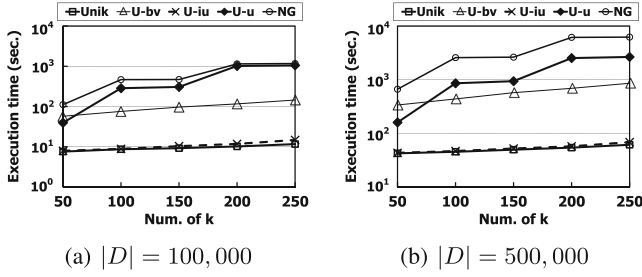 Unik U-bv U-iu U-u NG
Execution time (sec.)
10^4
10^3
10^2
10^1
10^0
50 100 150 200 250
Num. of k
(a) |D| = 100,000
Unik U-bv U-iu U-u NG
Execution time (sec.)
10^4
10^3
10^2
10^1
50 100 150 200 250
Num. of k
(b) |D| = 500,000